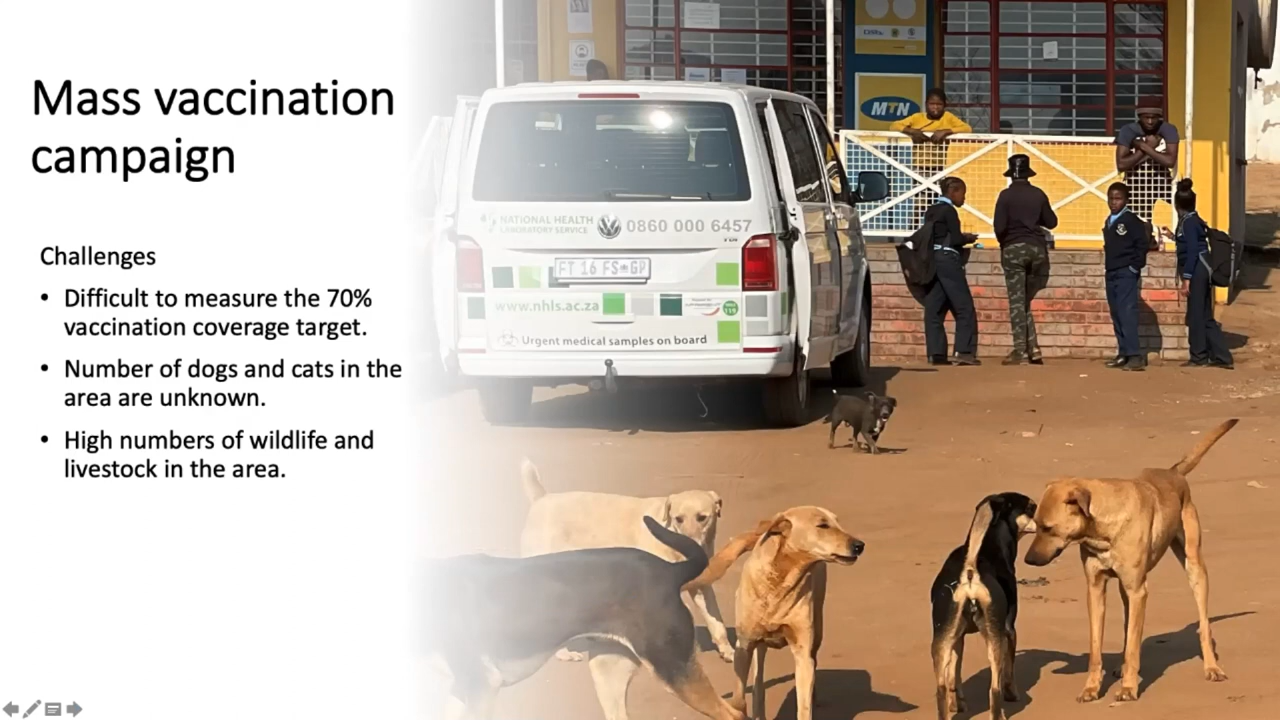 Mass vaccination
campaign
Challenges
• Difficult to measure the 70%
vaccination coverage target.
• Number of dogs and cats in the
area are unknown.
• High numbers of wildlife and
livestock in the area.
MTN
NATIONAL HEALTH
LABORATORY SERVICE
0860 000 6457
TDI
FT 16 FS GP
www.nhls.ac.za
Urgent medical samples on board